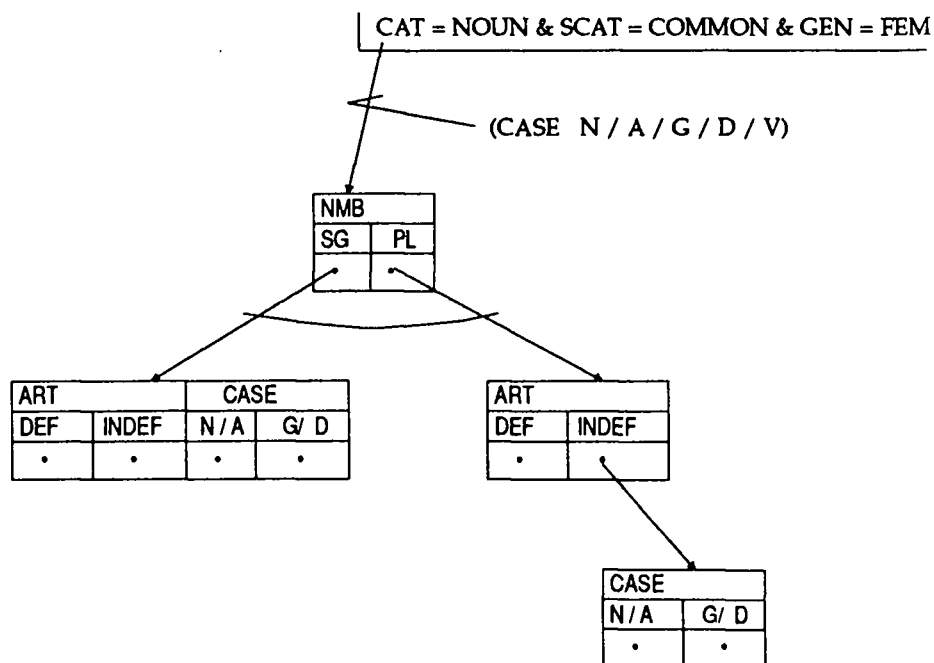 CAT = NOUN & SCAT = COMMON & GEN = FEM
(CASE N / A / G / D / V)
NMB
SG PL
ART CASE
DEF INDEF N / A G/ D
ART
DEF INDEF
CASE
N / A G/ D